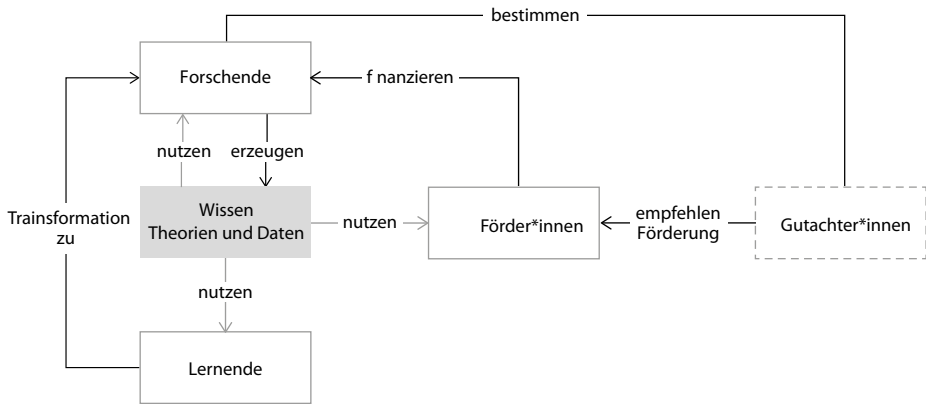 bestimmen
Forschende
f nanzieren
nutzen
erzeugen
Trainsformation
zu
Wissen
Theorien und Daten
nutzen
Förder*innen
empfehlen
Förderung
Gutachter*innen
nutzen
Lernende